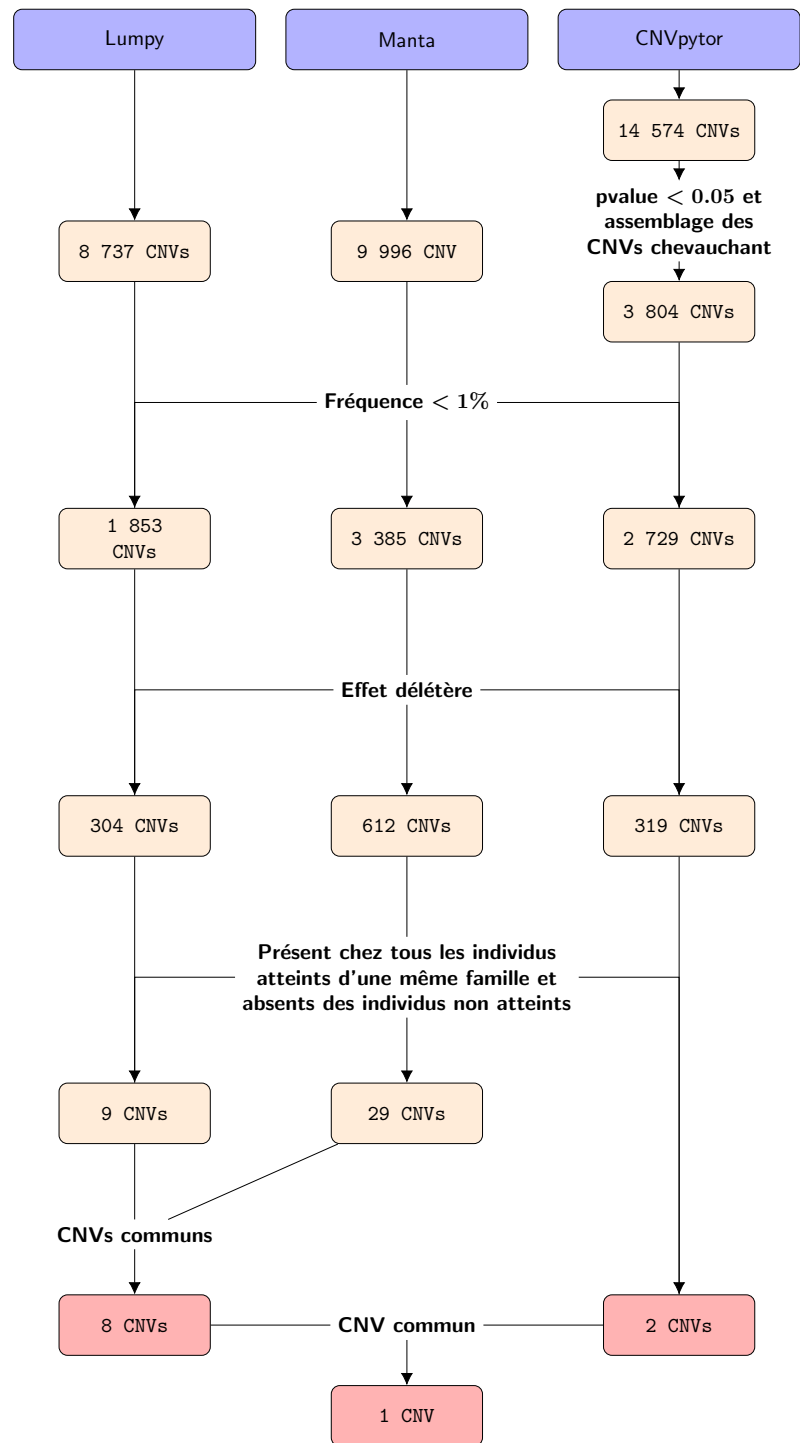 Lumpy
Manta
CNVpytor
14 574 CNVs
pvalue < 0.05 et
assemblage des
CNVs chevauchant
8 737 CNVs
9 996 CNV
3 804 CNVs
Fréquence < 1%
1 853
CNVs
3 385 CNVs
2 729 CNVs
Effet délétère
304 CNVs
612 CNVs
319 CNVs
Présent chez tous les individus
atteints d'une même famille et
absents des individus non atteints
9 CNVs
29 CNVs
CNVs communs
8 CNVs
CNV commun
2 CNVs
1 CNV